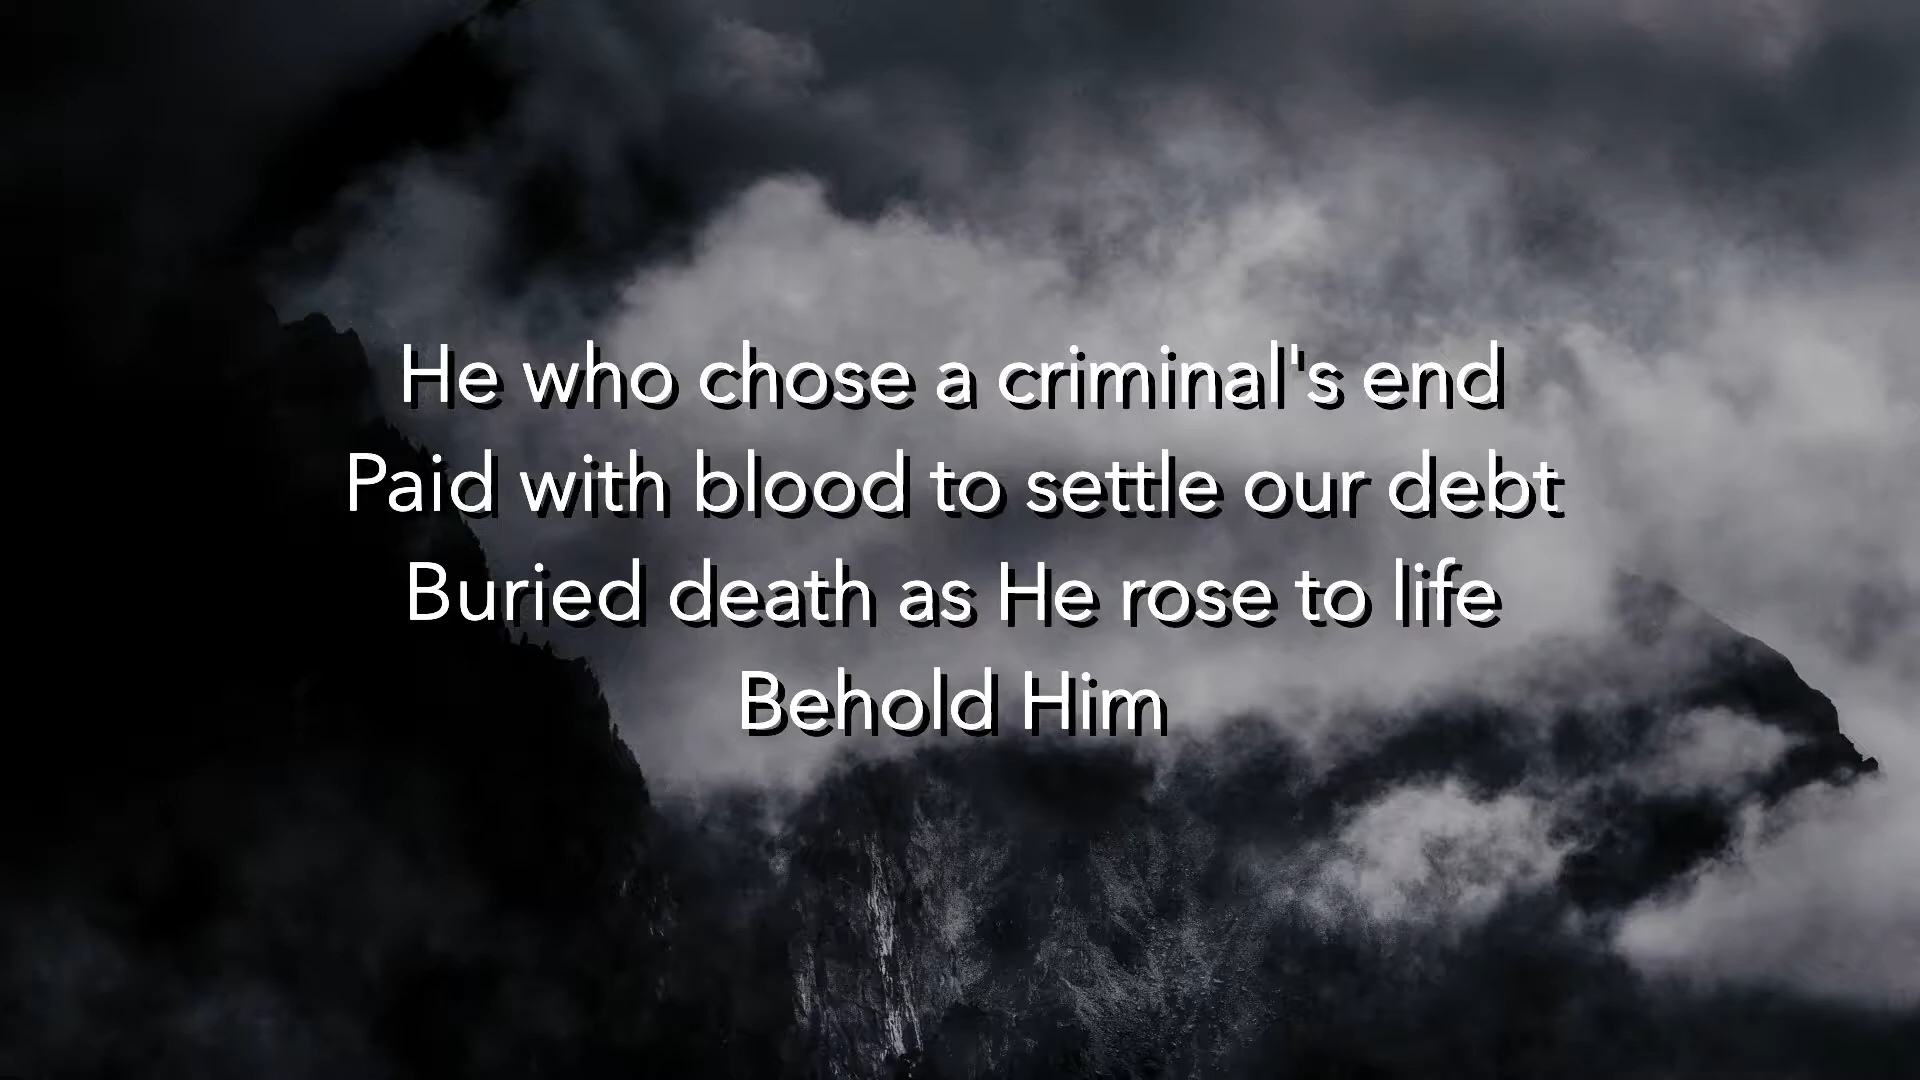 He who chose a criminal's end
Paid with blood to settle our debt
Buried death as He rose to life
Behold Him